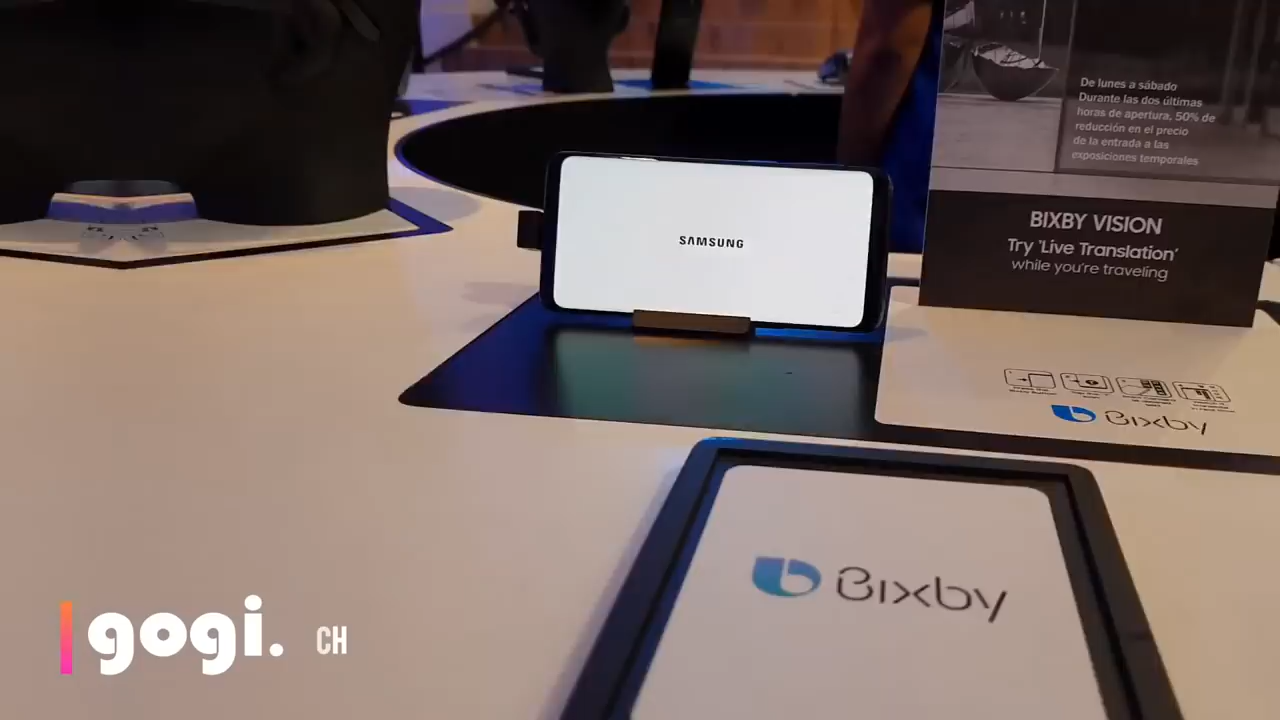 De lunes a sábado
Durante las dos últimas
horas de apertura, 50% de
reducción en el precio
de la entrada a las
exposiciones temporales
SAMSUNG
BIXBY VISION
Try 'Live Translation'
while you're traveling
Bixby
Bixby
gogi. CH